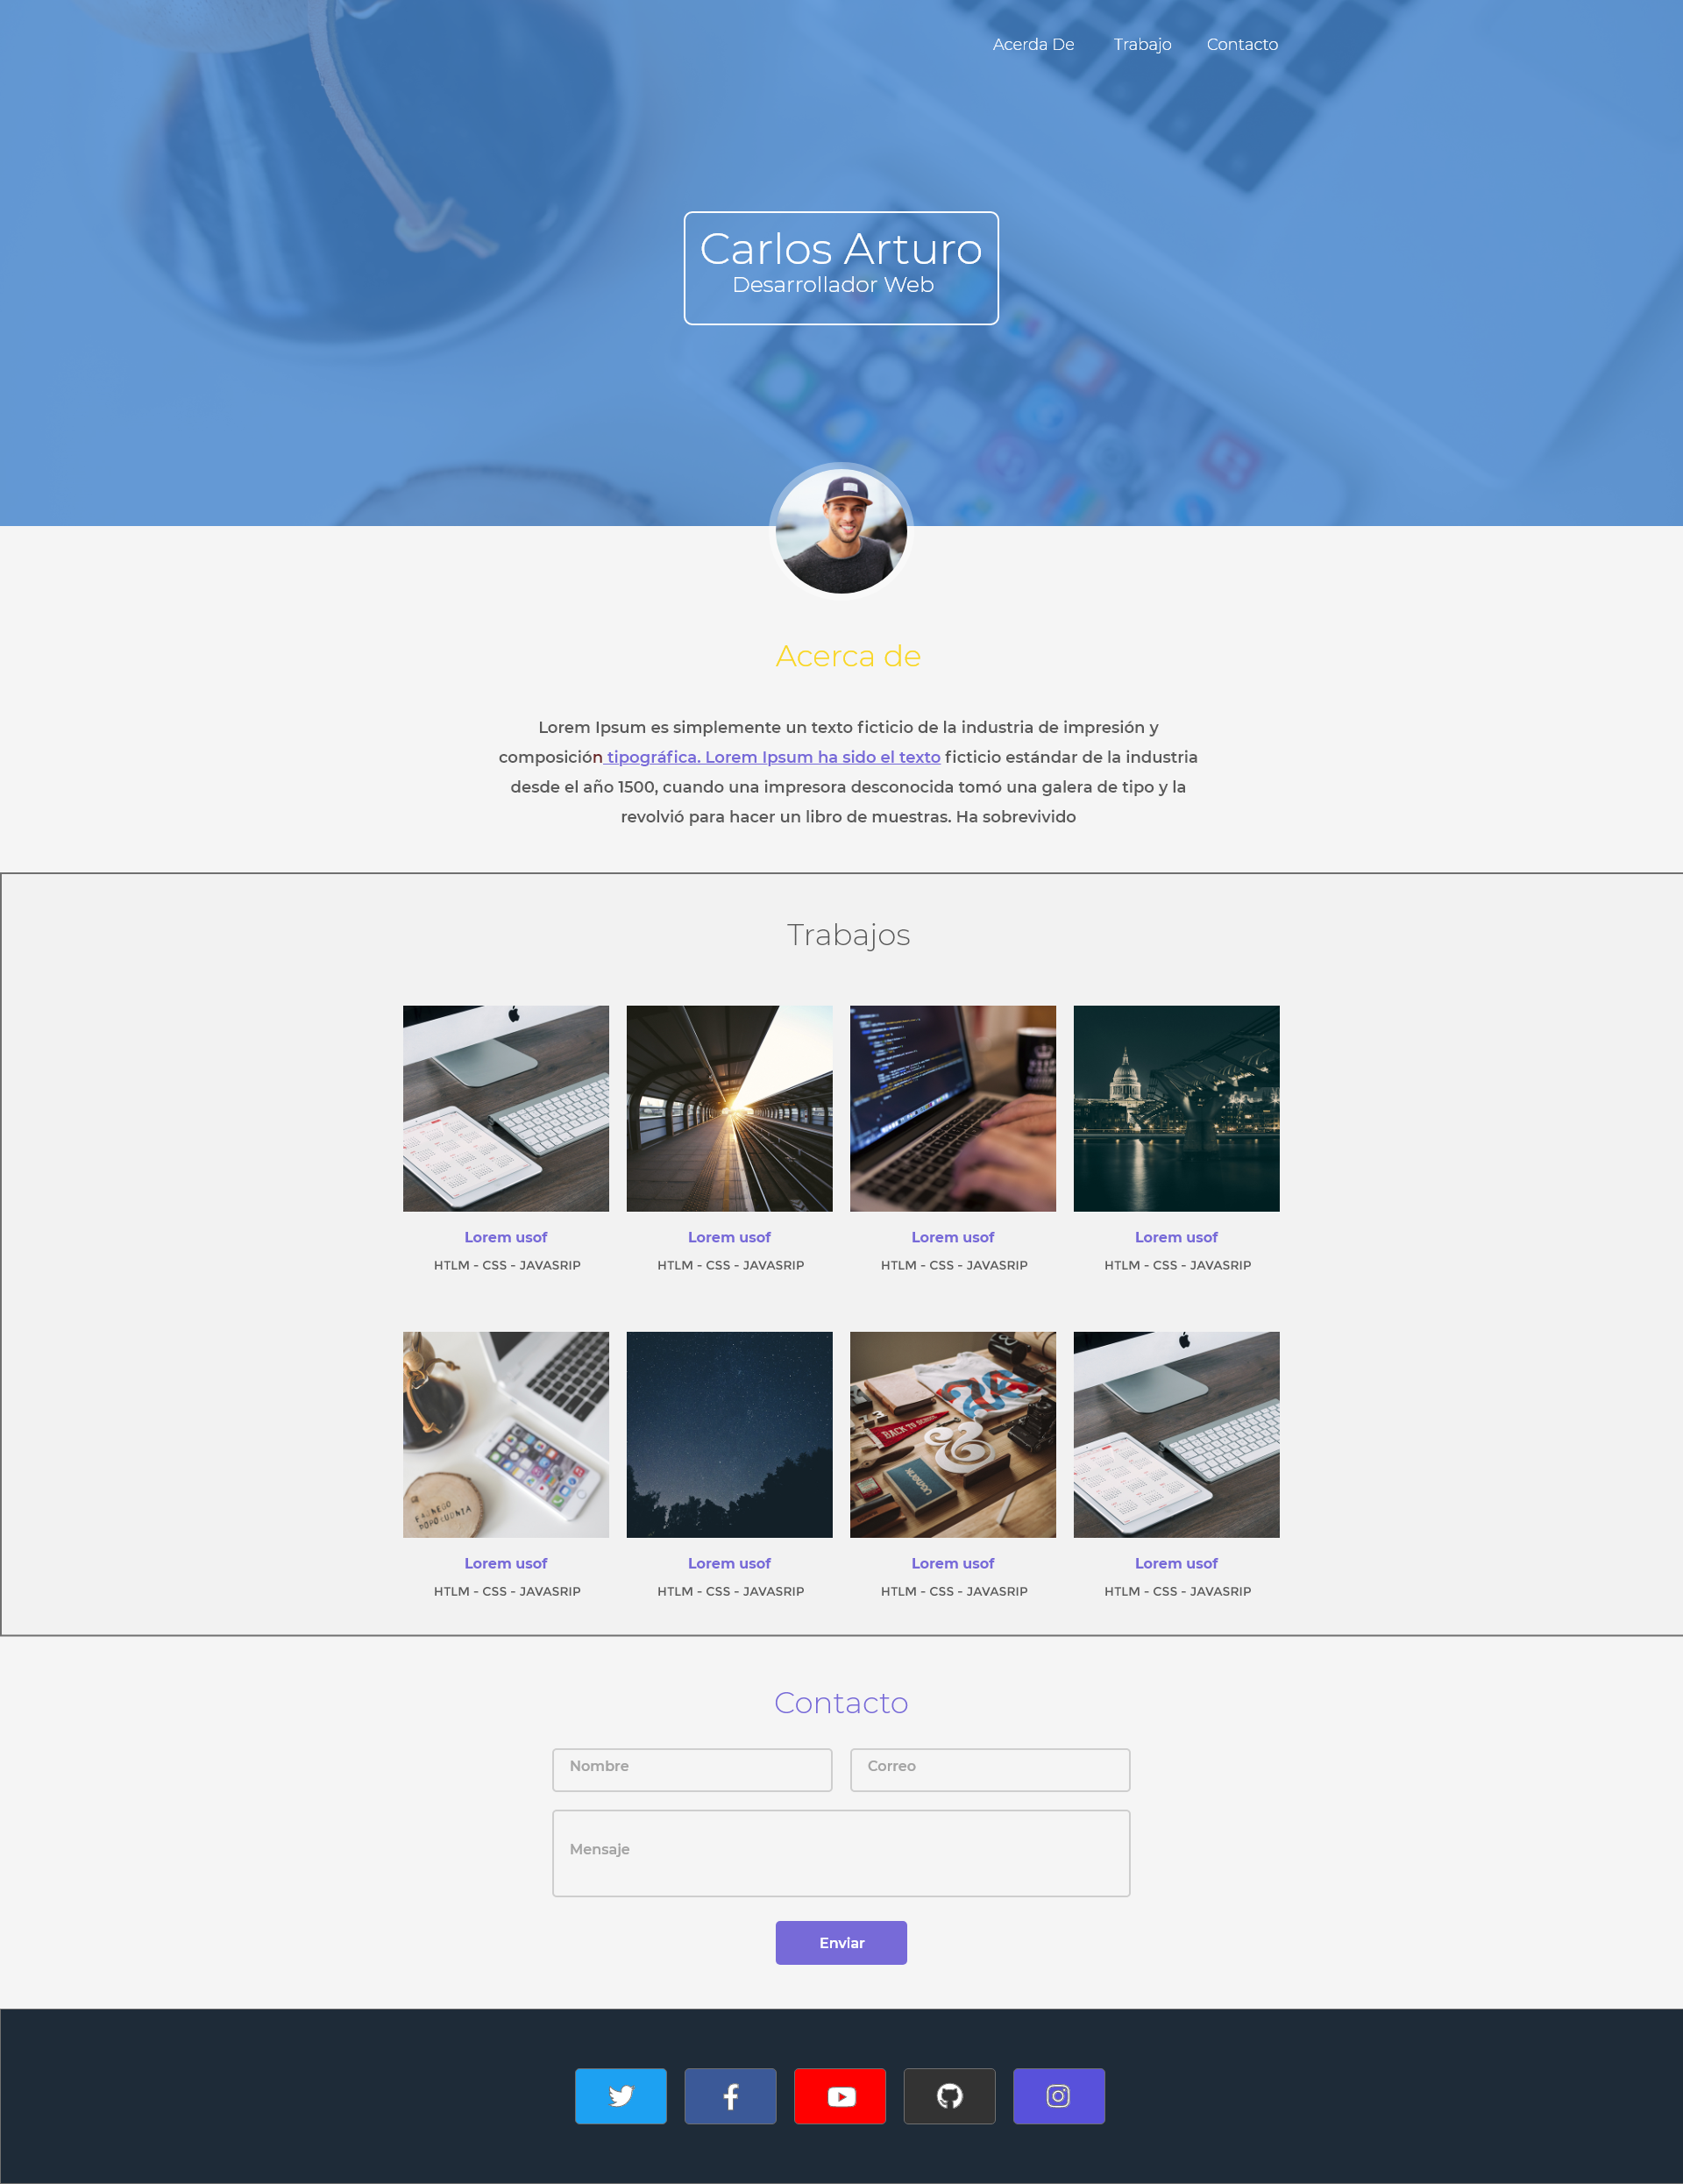 Acerda De Trabajo Contacto
Carlos Arturo
Desarrollador Web
Acerca de
Lorem Ipsum es simplemente un texto ficticio de la industria de impresión y
composición tipográfica. Lorem Ipsum ha sido el texto ficticio estándar de la industria
desde el año 1500, cuando una impresora desconocida tomó una galera de tipo y la
revolvió para hacer un libro de muestras. Ha sobrevivido
Trabajos
Lorem usof Lorem usof Lorem usof Lorem usof
HTLM - CSS - JAVASRIP HTLM - CSS - JAVASRIP HTLM - CSS - JAVASRIP HTLM - CSS - JAVASRIP
BACK TO SCHOOL
Lorem usof Lorem usof Lorem usof Lorem usof
HTLM - CSS - JAVASRIP HTLM - CSS - JAVASRIP HTLM - CSS - JAVASRIP HTLM - CSS - JAVASRIP
Contacto
Nombre Correo
Mensaje
Enviar